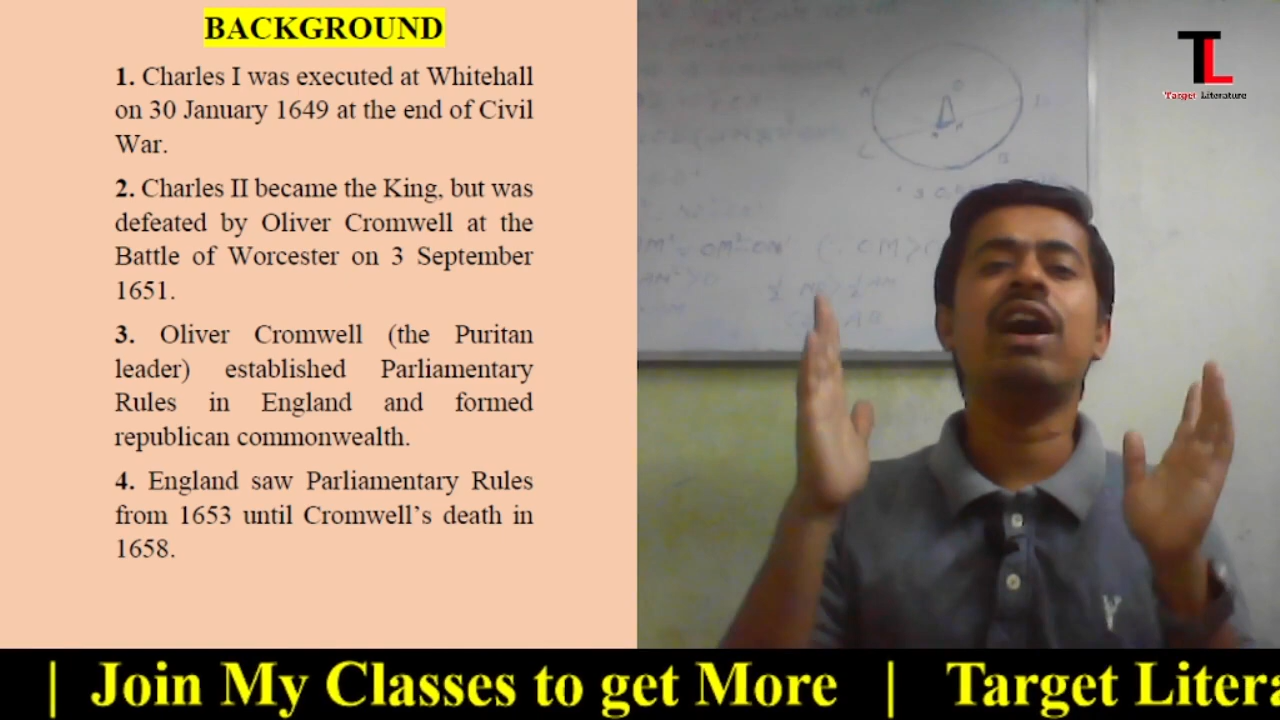 BACKGROUND
1. Charles I was executed at Whitehall
on 30 January 1649 at the end of Civil
War.
2. Charles II became the King, but was
defeated by Oliver Cromwell at the
Battle of Worcester on 3 September
1651.
3. Oliver Cromwell (the Puritan
leader) established Parliamentary
Rules in England and formed
republican commonwealth.
4. England saw Parliamentary Rules
from 1653 until Cromwell's death in
1658.
TL
Target Literature
| Join My Classes to get More | Target